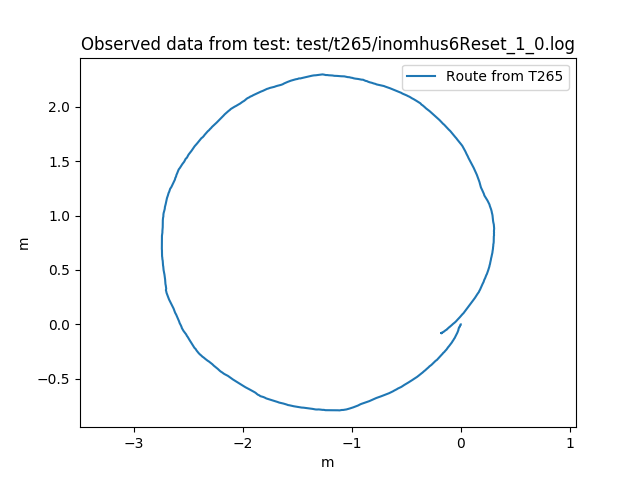 Observed data from test: test/t265/inomhus6Reset_1_0.log
Route from T265
2.0
1.5
1.0
0.5
0.0
−0.5
m
−3
−2
−1
0
1
m